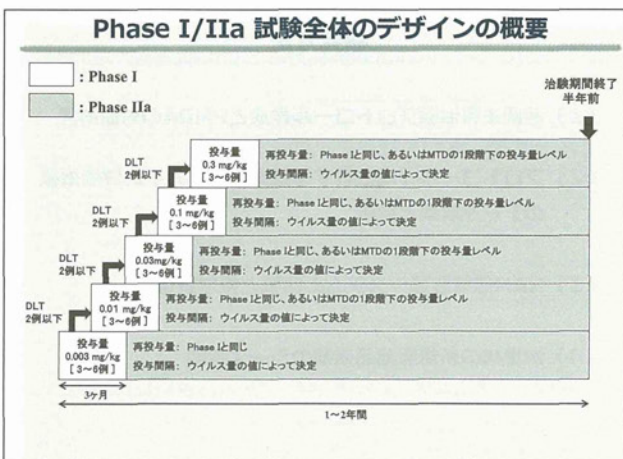 Phase I/IIa 試験全体のデザインの概要
: Phase I
: Phase IIa
治験期間終了
半年前
DLT
2例以下
投与量
0.3 mg/kg
[ 3～6例 ]
再投与量: Phase Iと同じ、あるいはMTDの1段階下の投与量レベル
投与間隔: ウイルス量の値によって決定
DLT
2例以下
投与量
0.1 mg/kg
[ 3～6例 ]
再投与量: Phase Iと同じ、あるいはMTDの1段階下の投与量レベル
投与間隔: ウイルス量の値によって決定
DLT
2例以下
投与量
0.03mg/kg
[ 3～6例 ]
再投与量: Phase Iと同じ、あるいはMTDの1段階下の投与量レベル
投与間隔: ウイルス量の値によって決定
DLT
2例以下
投与量
0.01 mg/kg
[ 3～6例 ]
再投与量: Phase Iと同じ、あるいはMTDの1段階下の投与量レベル
投与間隔: ウイルス量の値によって決定
投与量
0.003 mg/kg
[ 3～6例 ]
再投与量: Phase Iと同じ
投与間隔: ウイルス量の値によって決定
3ヶ月
1～2年間